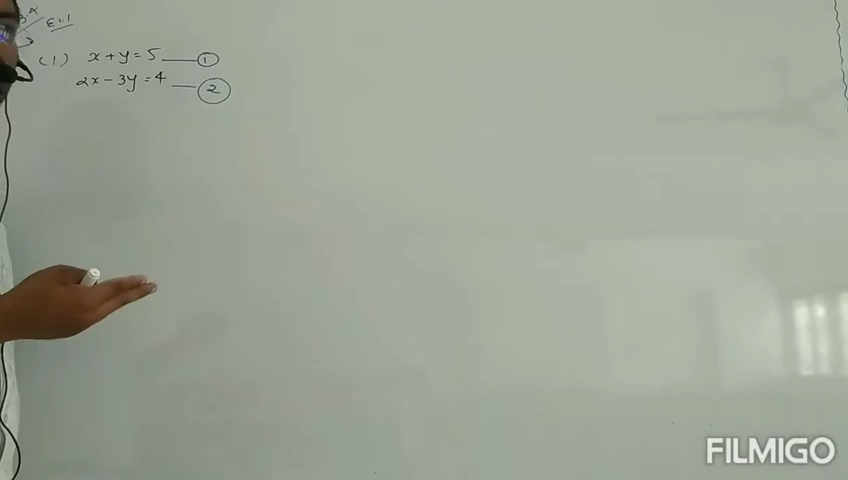 Ex 1.1
(1) x + y = 5 —— ①
2x - 3y = 4 —— ②
FILMIGO